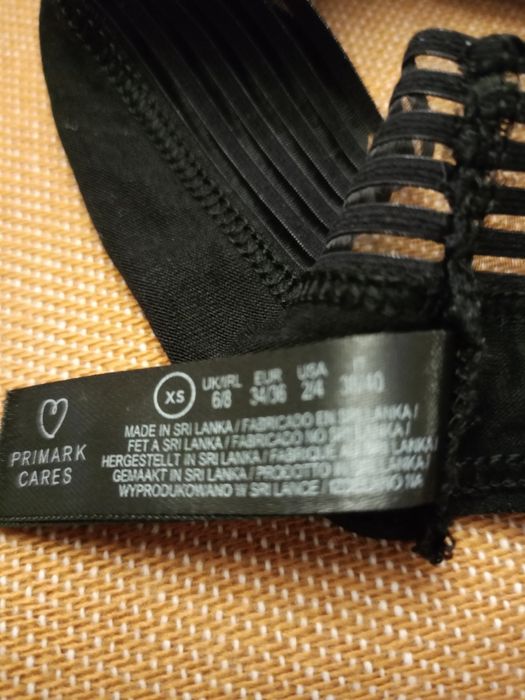 XS
UK/IRL EUR USA IT
6/8 34/36 2/4 38/40
PRIMARK
CARES
MADE IN SRI LANKA / FABRICADO EN SRI LANKA /
FET A SRI LANKA / FABRICADO NO SRI LANKA /
HERGESTELLT IN SRI LANKA / FABRIQUÉ AU SRI LANKA /
GEMAAKT IN SRI LANKA / PRODOTTO IN SRI LANKA /
WYPRODUKOWANO W SRI LANCE /